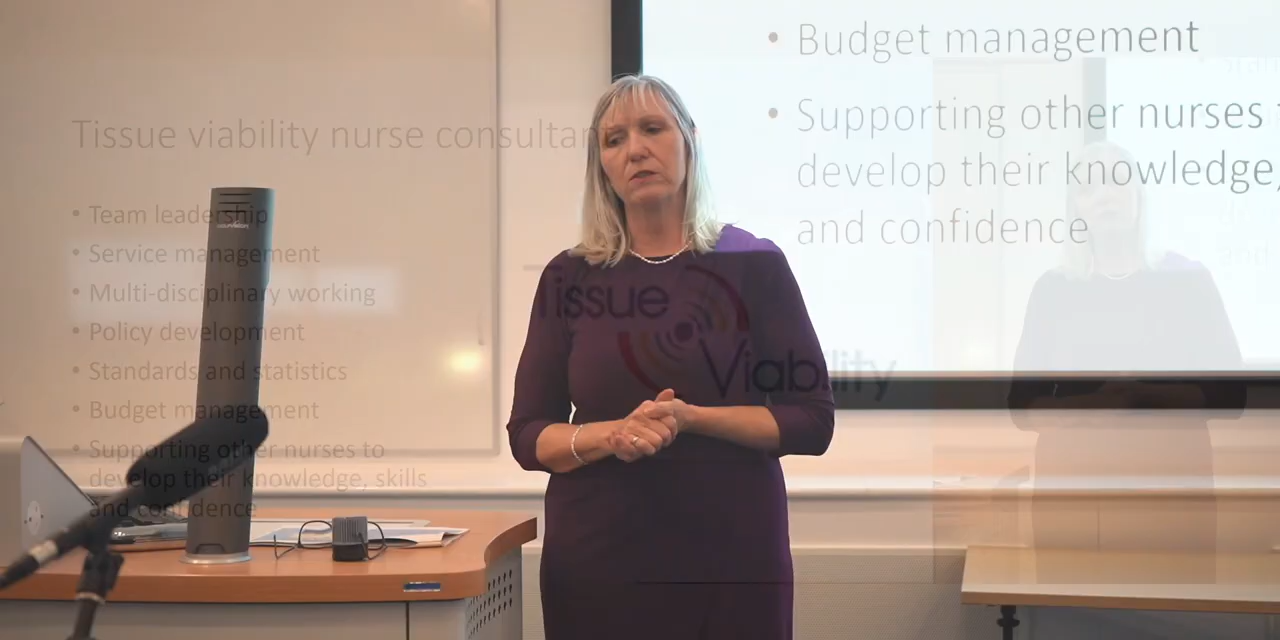 Tissue viability nurse consultan
• Team leadership
• Service management
• Multi-disciplinary working
• Policy development
• Standards and statistics
• Budget management
• Supporting other nurses to
develop their knowledge, skills
and confidence
• Budget management
• Supporting other nurses
develop their knowledge,
and confidence
Tissue
Viability